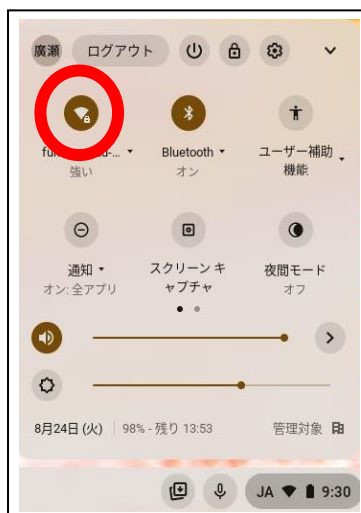 廣瀬 ログアウト
Bluetooth ユーザー補助
強い オン 機能
通知 スクリーン キ 夜間モード
オン: 全アプリ ャプチャ オフ
8月24日 (火) 98% - 残り 13:53 管理対象
JA 9:30